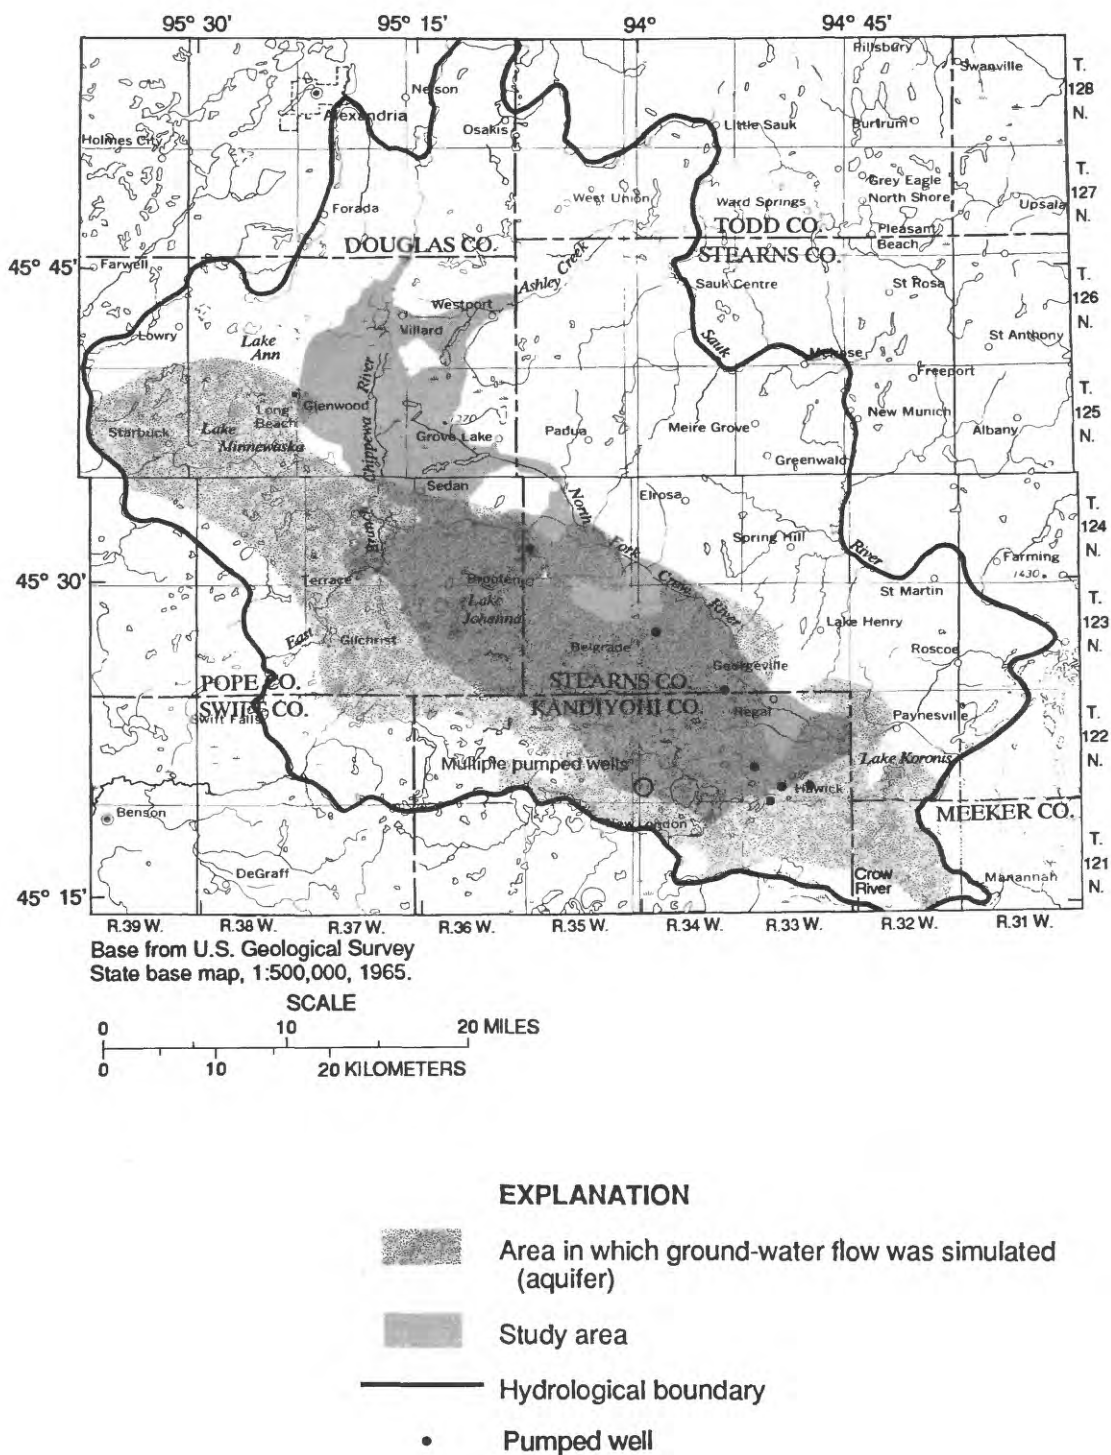 95° 30' 95° 15' 94° 94° 45'
Pillsbury
Swanville
T.
128
N.
Nelson
Alexandria
Osakis
Little Sauk
Burtrum
Holmes City
T.
127
N.
Grey Eagle
West Union
Ward Springs
North Shore
Upsala
Forada
TODD CO.
Pleasant
Beach
DOUGLAS CO.
STEARNS CO.
45° 45'
Farwell
Ashley Creek
Sauk Centre
St Rosa
T.
126
N.
Westport
Villard
Lowry
Lake
Ann
Sauk
St Anthony
Melrose
Freeport
River
Glenwood
Long
Beach
T.
125
N.
New Munich
Starbuck
Lake
Minnewaska
Chippewa
1270
Grove Lake
Padua
Meire Grove
Albany
Greenwald
Sedan
North
Elrosa
T.
124
N.
Branch
Fork
Spring Hill
River
Farming
1430
45° 30'
Terrace
Brooten
Crow
River
St Martin
T.
123
N.
Lake
Johanna
Lake Henry
East
Gilchrist
Belgrade
Roscoe
Georgeville
POPE CO.
STEARNS CO.
SWIFT CO.
KANDIYOHI CO.
Swift Falls
Regal
Paynesville
T.
122
N.
Multiple pumped wells
Lake Koronis
Hawick
Benson
New London
MEEKER CO.
T.
121
N.
DeGraff
Crow
River
Manannah
45° 15'
R.39 W. R.38 W. R.37 W. R.36 W. R.35 W. R.34 W. R.33 W. R.32 W. R.31 W.
Base from U.S. Geological Survey
State base map, 1:500,000, 1965.
SCALE
0 10 20 MILES
0 10 20 KILOMETERS
EXPLANATION
Area in which ground-water flow was simulated
(aquifer)
Study area
Hydrological boundary
Pumped well